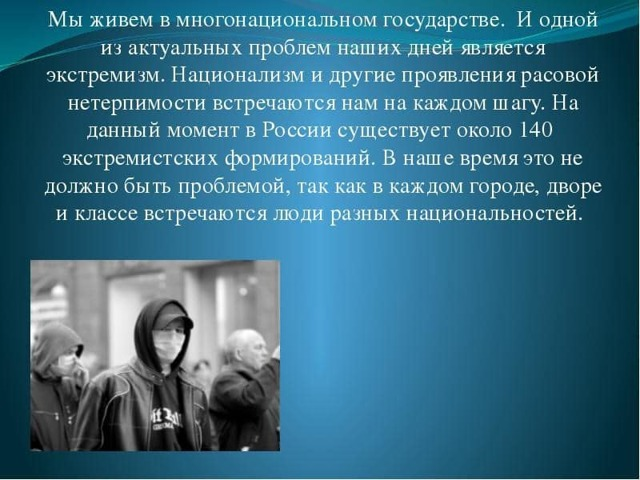 Мы живем в многонациональном государстве. И одной
из актуальных проблем наших дней является
экстремизм. Национализм и другие проявления расовой
нетерпимости встречаются нам на каждом шагу. На
данный момент в России существует около 140
экстремистских формирований. В наше время это не
должно быть проблемой, так как в каждом городе, дворе
и классе встречаются люди разных национальностей.